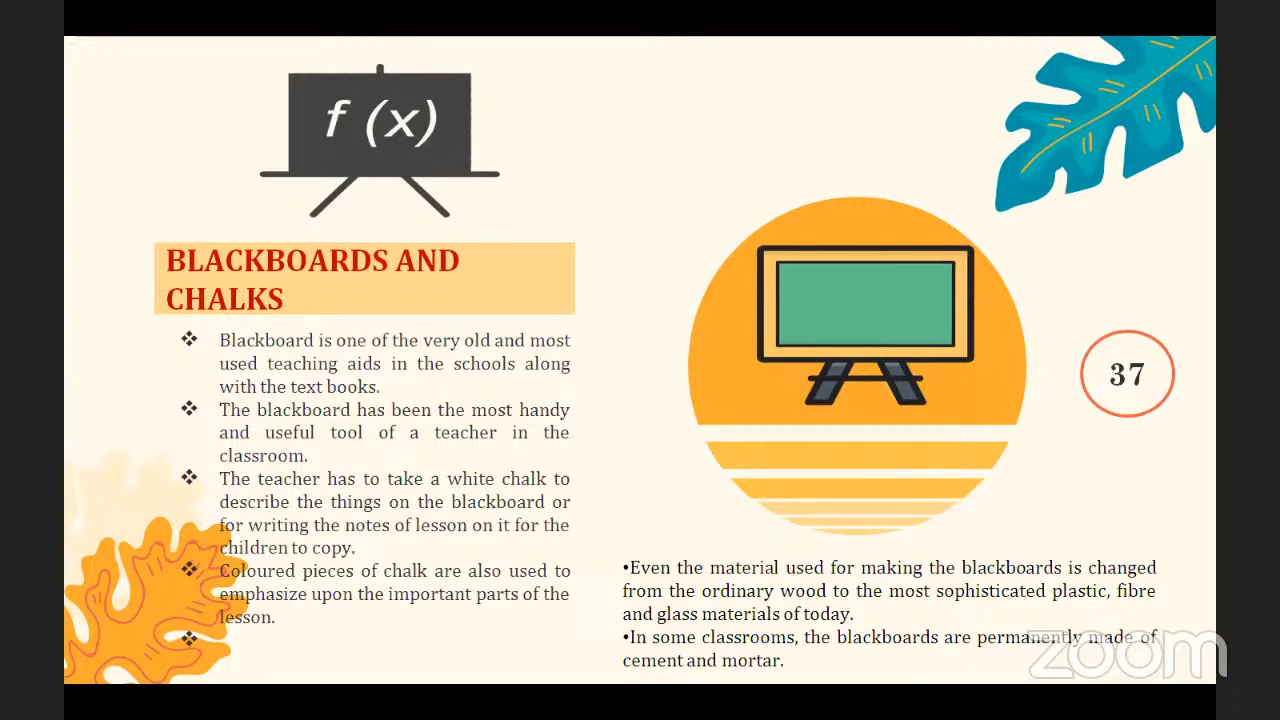 f (x)
BLACKBOARDS AND
CHALKS
❖ Blackboard is one of the very old and most
used teaching aids in the schools along
with the text books.
❖ The blackboard has been the most handy
and useful tool of a teacher in the
classroom.
❖ The teacher has to take a white chalk to
describe the things on the blackboard or
for writing the notes of lesson on it for the
children to copy.
❖ Coloured pieces of chalk are also used to
emphasize upon the important parts of the
lesson.
❖
37
•Even the material used for making the blackboards is changed
from the ordinary wood to the most sophisticated plastic, fibre
and glass materials of today.
•In some classrooms, the blackboards are permanently made of
cement and mortar.
zoom